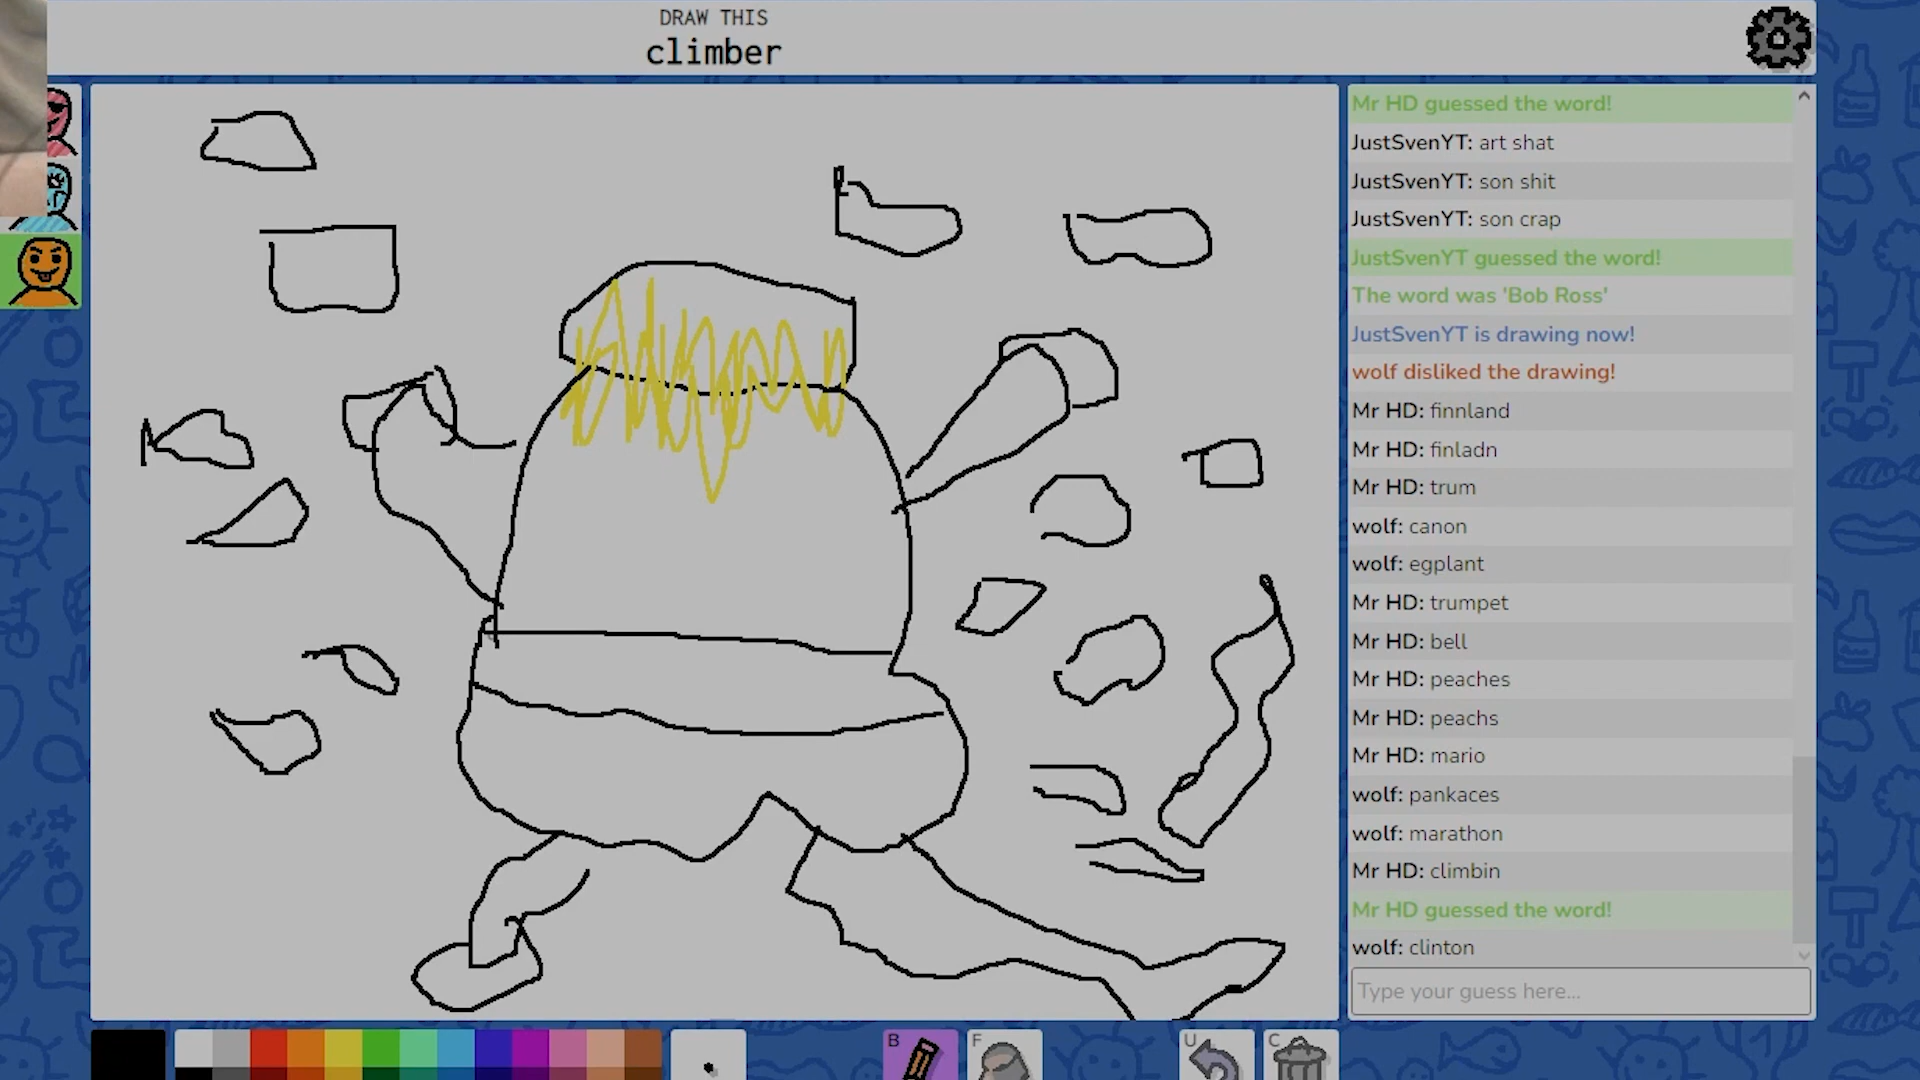 DRAW THIS
climber
Mr HD guessed the word!
JustSvenYT: art shat
JustSvenYT: son shit
JustSvenYT: son crap
JustSvenYT guessed the word!
The word was 'Bob Ross'
JustSvenYT is drawing now!
wolf disliked the drawing!
Mr HD: finnland
Mr HD: finladn
Mr HD: trum
wolf: canon
wolf: egplant
Mr HD: trumpet
Mr HD: bell
Mr HD: peaches
Mr HD: peachs
Mr HD: mario
wolf: pankaces
wolf: marathon
Mr HD: climbin
Mr HD guessed the word!
wolf: clinton
Type your guess here...
B F U C